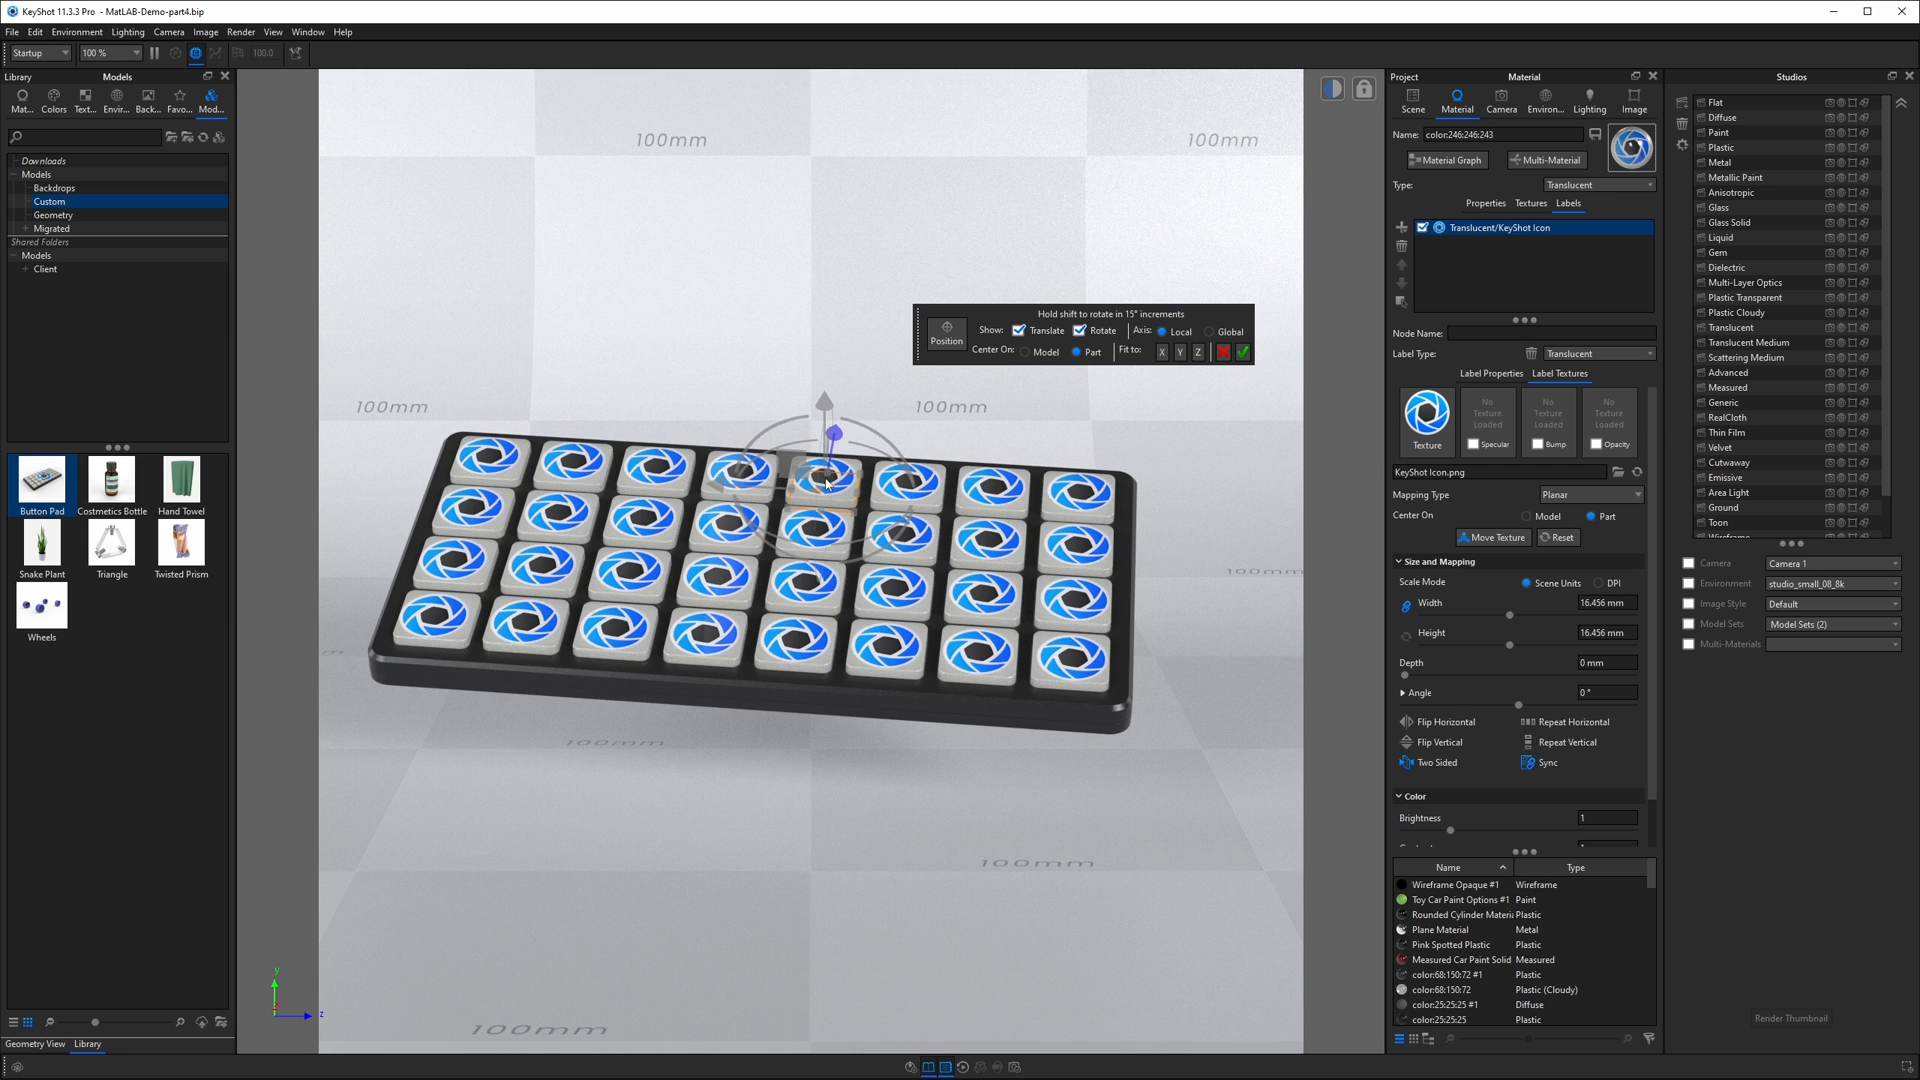 KeyShot 11.3.3 Pro - MatLAB-Demo-part4.bip
File Edit Environment Lighting Camera Image Render View Window Help
Startup 100 % 100.0
Library Models
Mat... Colors Text... Envir... Back... Favo... Mod...
Downloads
Models
Backdrops
Custom
Geometry
Migrated
Shared Folders
Models
Client
Button Pad Costmetics Bottle Hand Towel
Snake Plant Triangle Twisted Prism
Wheels
Geometry View Library
100mm 100mm
100mm 100mm
100mm
mm
100mm
100mm
100mm
y
z
Hold shift to rotate in 15° increments
Position Show: Translate Rotate Axis: Local Global
Center On: Model Part Fit to: X Y Z
Project Material
Scene Material Camera Environ... Lighting Image
Name: color:246:246:243
Material Graph Multi-Material
Type: Translucent
Properties Textures Labels
Translucent/KeyShot Icon
Node Name:
Label Type: Translucent
Label Properties Label Textures
No Texture Loaded No Texture Loaded No Texture Loaded
Texture Specular Bump Opacity
KeyShot Icon.png
Mapping Type Planar
Center On Model Part
Move Texture Reset
Size and Mapping
Scale Mode Scene Units DPI
Width 16.456 mm
Height 16.456 mm
Depth 0 mm
Angle 0 °
Flip Horizontal Repeat Horizontal
Flip Vertical Repeat Vertical
Two Sided Sync
Color
Brightness 1
Name Type
Wireframe Opaque #1 Wireframe
Toy Car Paint Options #1 Paint
Rounded Cylinder Materia Plastic
Plane Material Metal
Pink Spotted Plastic Plastic
Measured Car Paint Solid Measured
color:68:150:72 #1 Plastic
color:68:150:72 Plastic (Cloudy)
color:25:25:25 #1 Diffuse
color:25:25:25 Plastic
Studios
Flat
Diffuse
Paint
Plastic
Metal
Metallic Paint
Anisotropic
Glass
Glass Solid
Liquid
Gem
Dielectric
Multi-Layer Optics
Plastic Transparent
Plastic Cloudy
Translucent
Translucent Medium
Scattering Medium
Advanced
Measured
Generic
RealCloth
Thin Film
Velvet
Cutaway
Emissive
Area Light
Ground
Toon
Camera Camera 1
Environment studio_small_08_8k
Image Style Default
Model Sets Model Sets (2)
Multi-Materials
Render Thumbnail